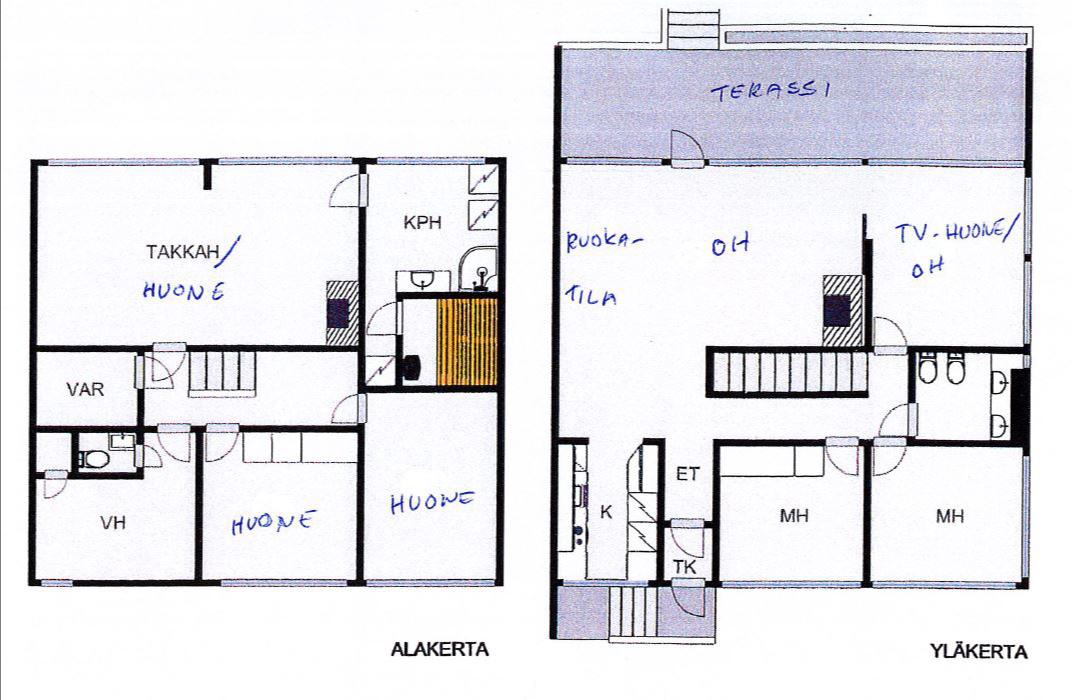 TAKKAH/
HUONE
KPH
VAR
VH
HUONE
HUONE
ALAKERTA
TERASSI
RUOKA-
TILA
OH
TV-HUONE/
OH
K
ET
TK
MH
MH
YLÄKERTA